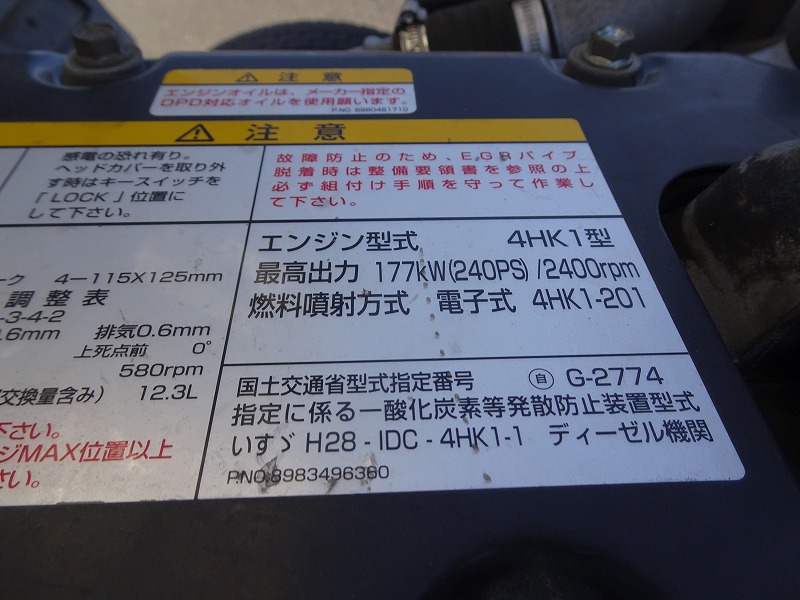 注意
エンジンオイルは、メーカー指定の
DPD対応オイルを使用願います。
P.NO. 8980461710
注意
感電の恐れ有り。
ヘッドカバーを取り外
す時はキースイッチを
「LOCK」位置に
して下さい。
故障防止のため、EGRパイプ
脱着時は整備要領書を参照の上
必ず組付け手順を守って作業し
て下さい。
ーク 4-115X125mm
調整表
-3-4-2
0.6mm 排気0.6mm
上死点前 0°
580rpm
交換量含み) 12.3L
下さい。
ジMAX位置以上
さい。
エンジン型式 4HK1型
最高出力 177kW(240PS)/2400rpm
燃料噴射方式 電子式 4HK1-201
国土交通省型式指定番号 自 G-2774
指定に係る一酸化炭素等発散防止装置型式
いすゞ H28-IDC-4HK1-1 ディーゼル機関
P.NO.8983496360